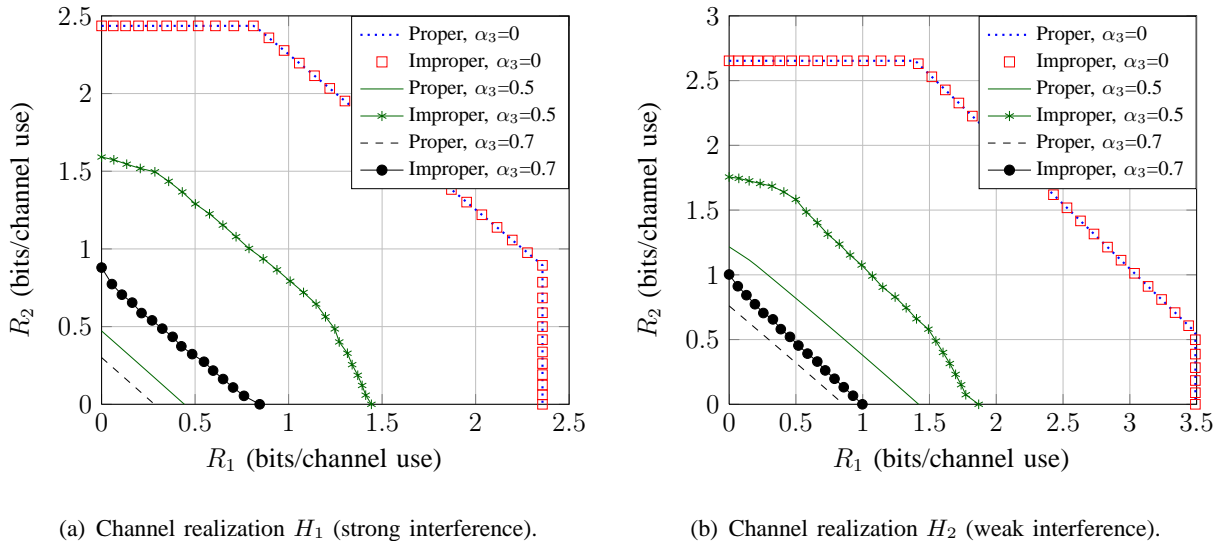 2.5
2
1.5
1
0.5
0
0
0.5
1
1.5
2
2.5
R2 (bits/channel use)
R1 (bits/channel use)
Proper, α3=0
Improper, α3=0
Proper, α3=0.5
Improper, α3=0.5
Proper, α3=0.7
Improper, α3=0.7
(a) Channel realization H1 (strong interference).
3
2.5
2
1.5
1
0.5
0
0
0.5
1
1.5
2
2.5
3
3.5
R2 (bits/channel use)
R1 (bits/channel use)
Proper, α3=0
Improper, α3=0
Proper, α3=0.5
Improper, α3=0.5
Proper, α3=0.7
Improper, α3=0.7
(b) Channel realization H2 (weak interference).